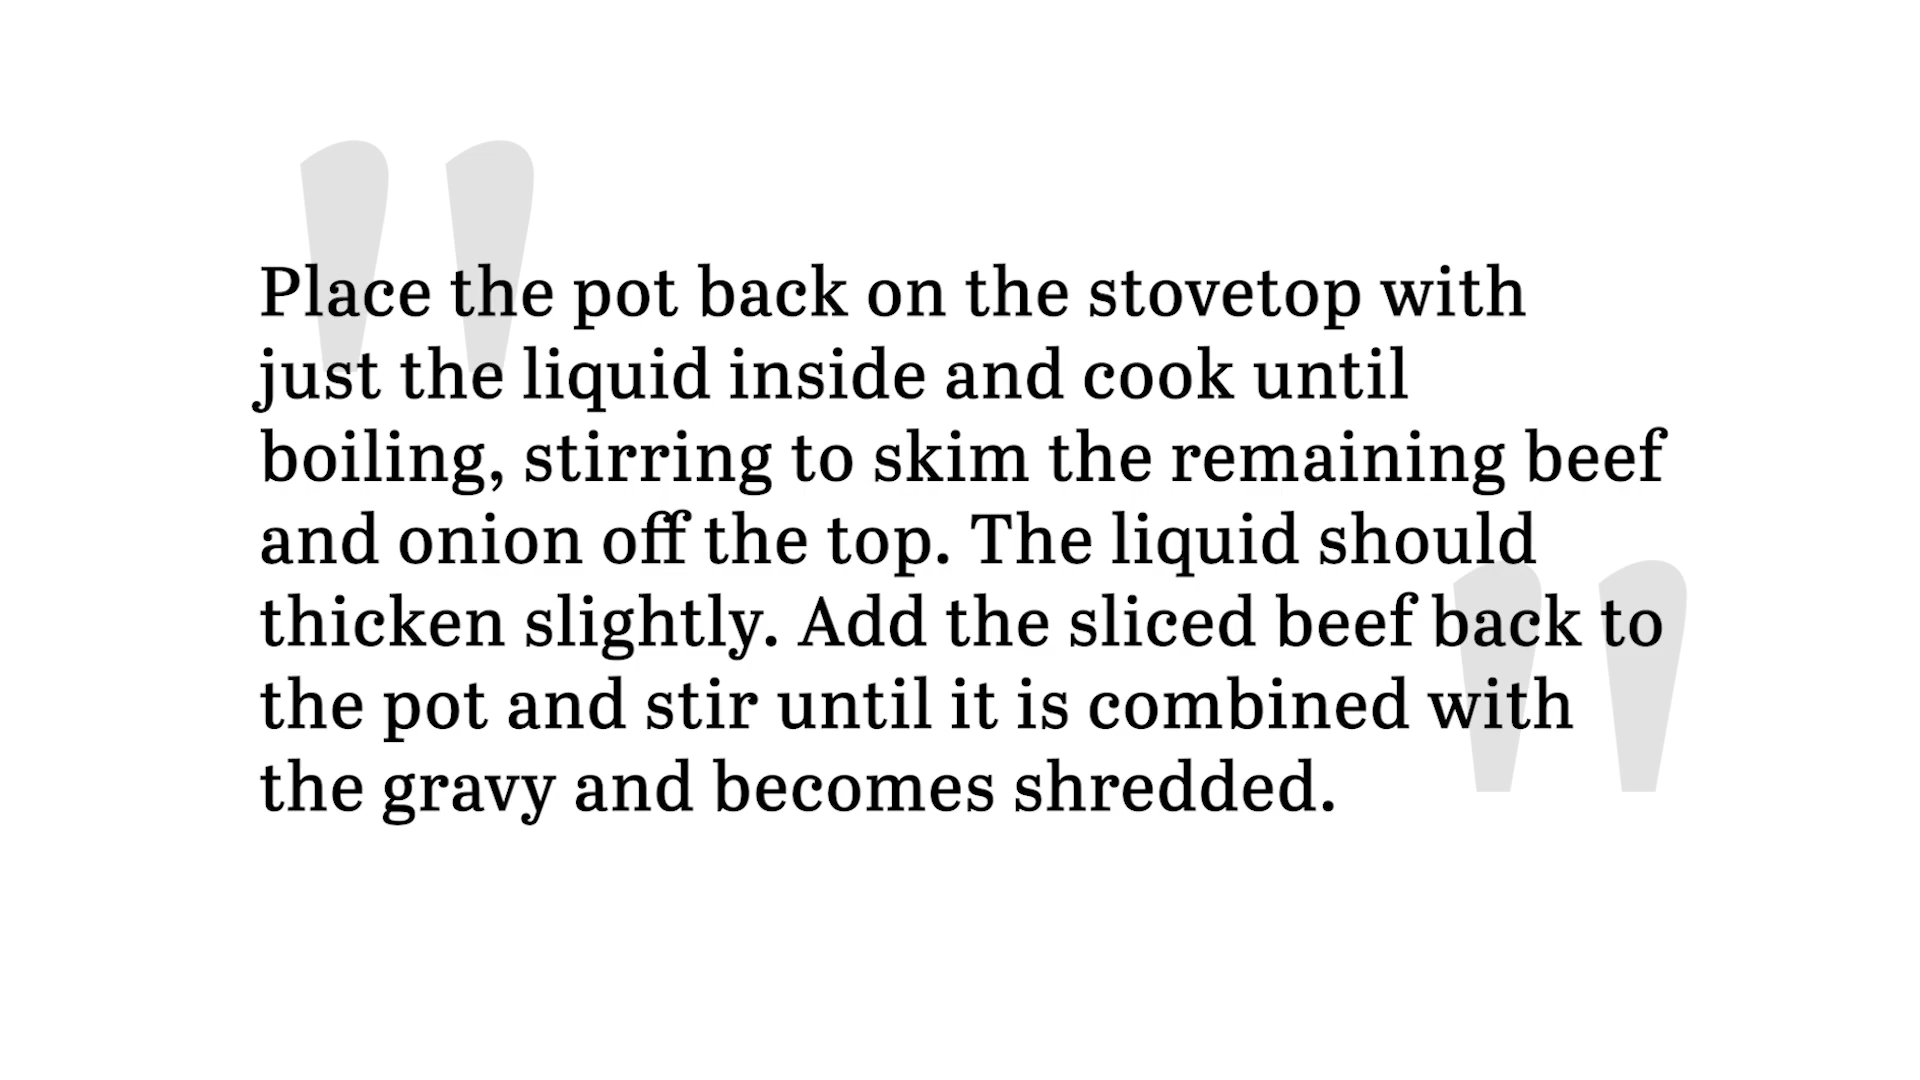 Place the pot back on the stovetop with
just the liquid inside and cook until
boiling, stirring to skim the remaining beef
and onion off the top. The liquid should
thicken slightly. Add the sliced beef back to
the pot and stir until it is combined with
the gravy and becomes shredded.